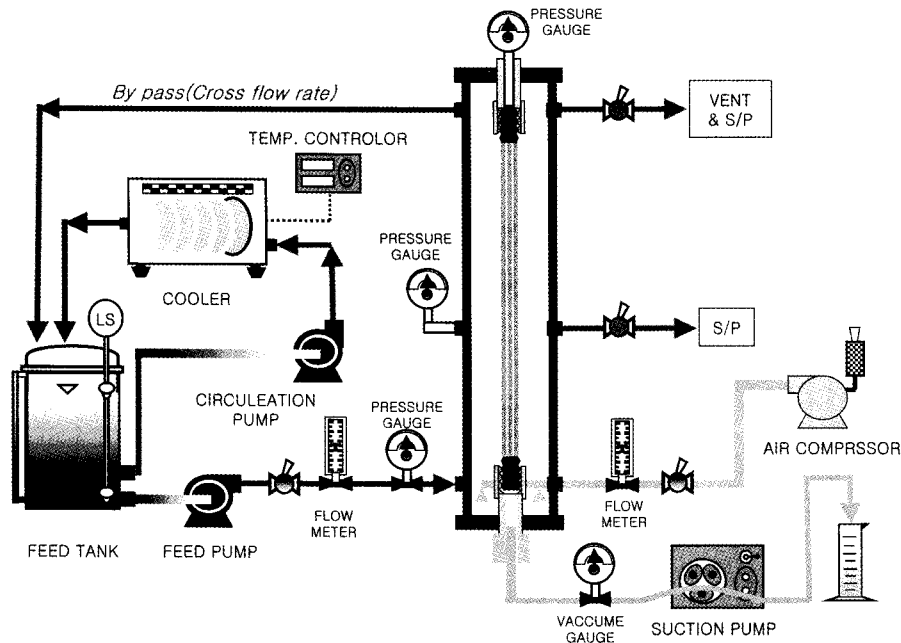 PRESSURE
GAUGE
By pass(Cross flow rate)
VENT
& S/P
TEMP. CONTROLOR
PRESSURE
GAUGE
COOLER
LS
S/P
CIRCULEATION
PUMP
PRESSURE
GAUGE
AIR COMPRSSOR
FLOW
METER
FLOW
METER
FEED TANK
FEED PUMP
VACCUME
GAUGE
SUCTION PUMP